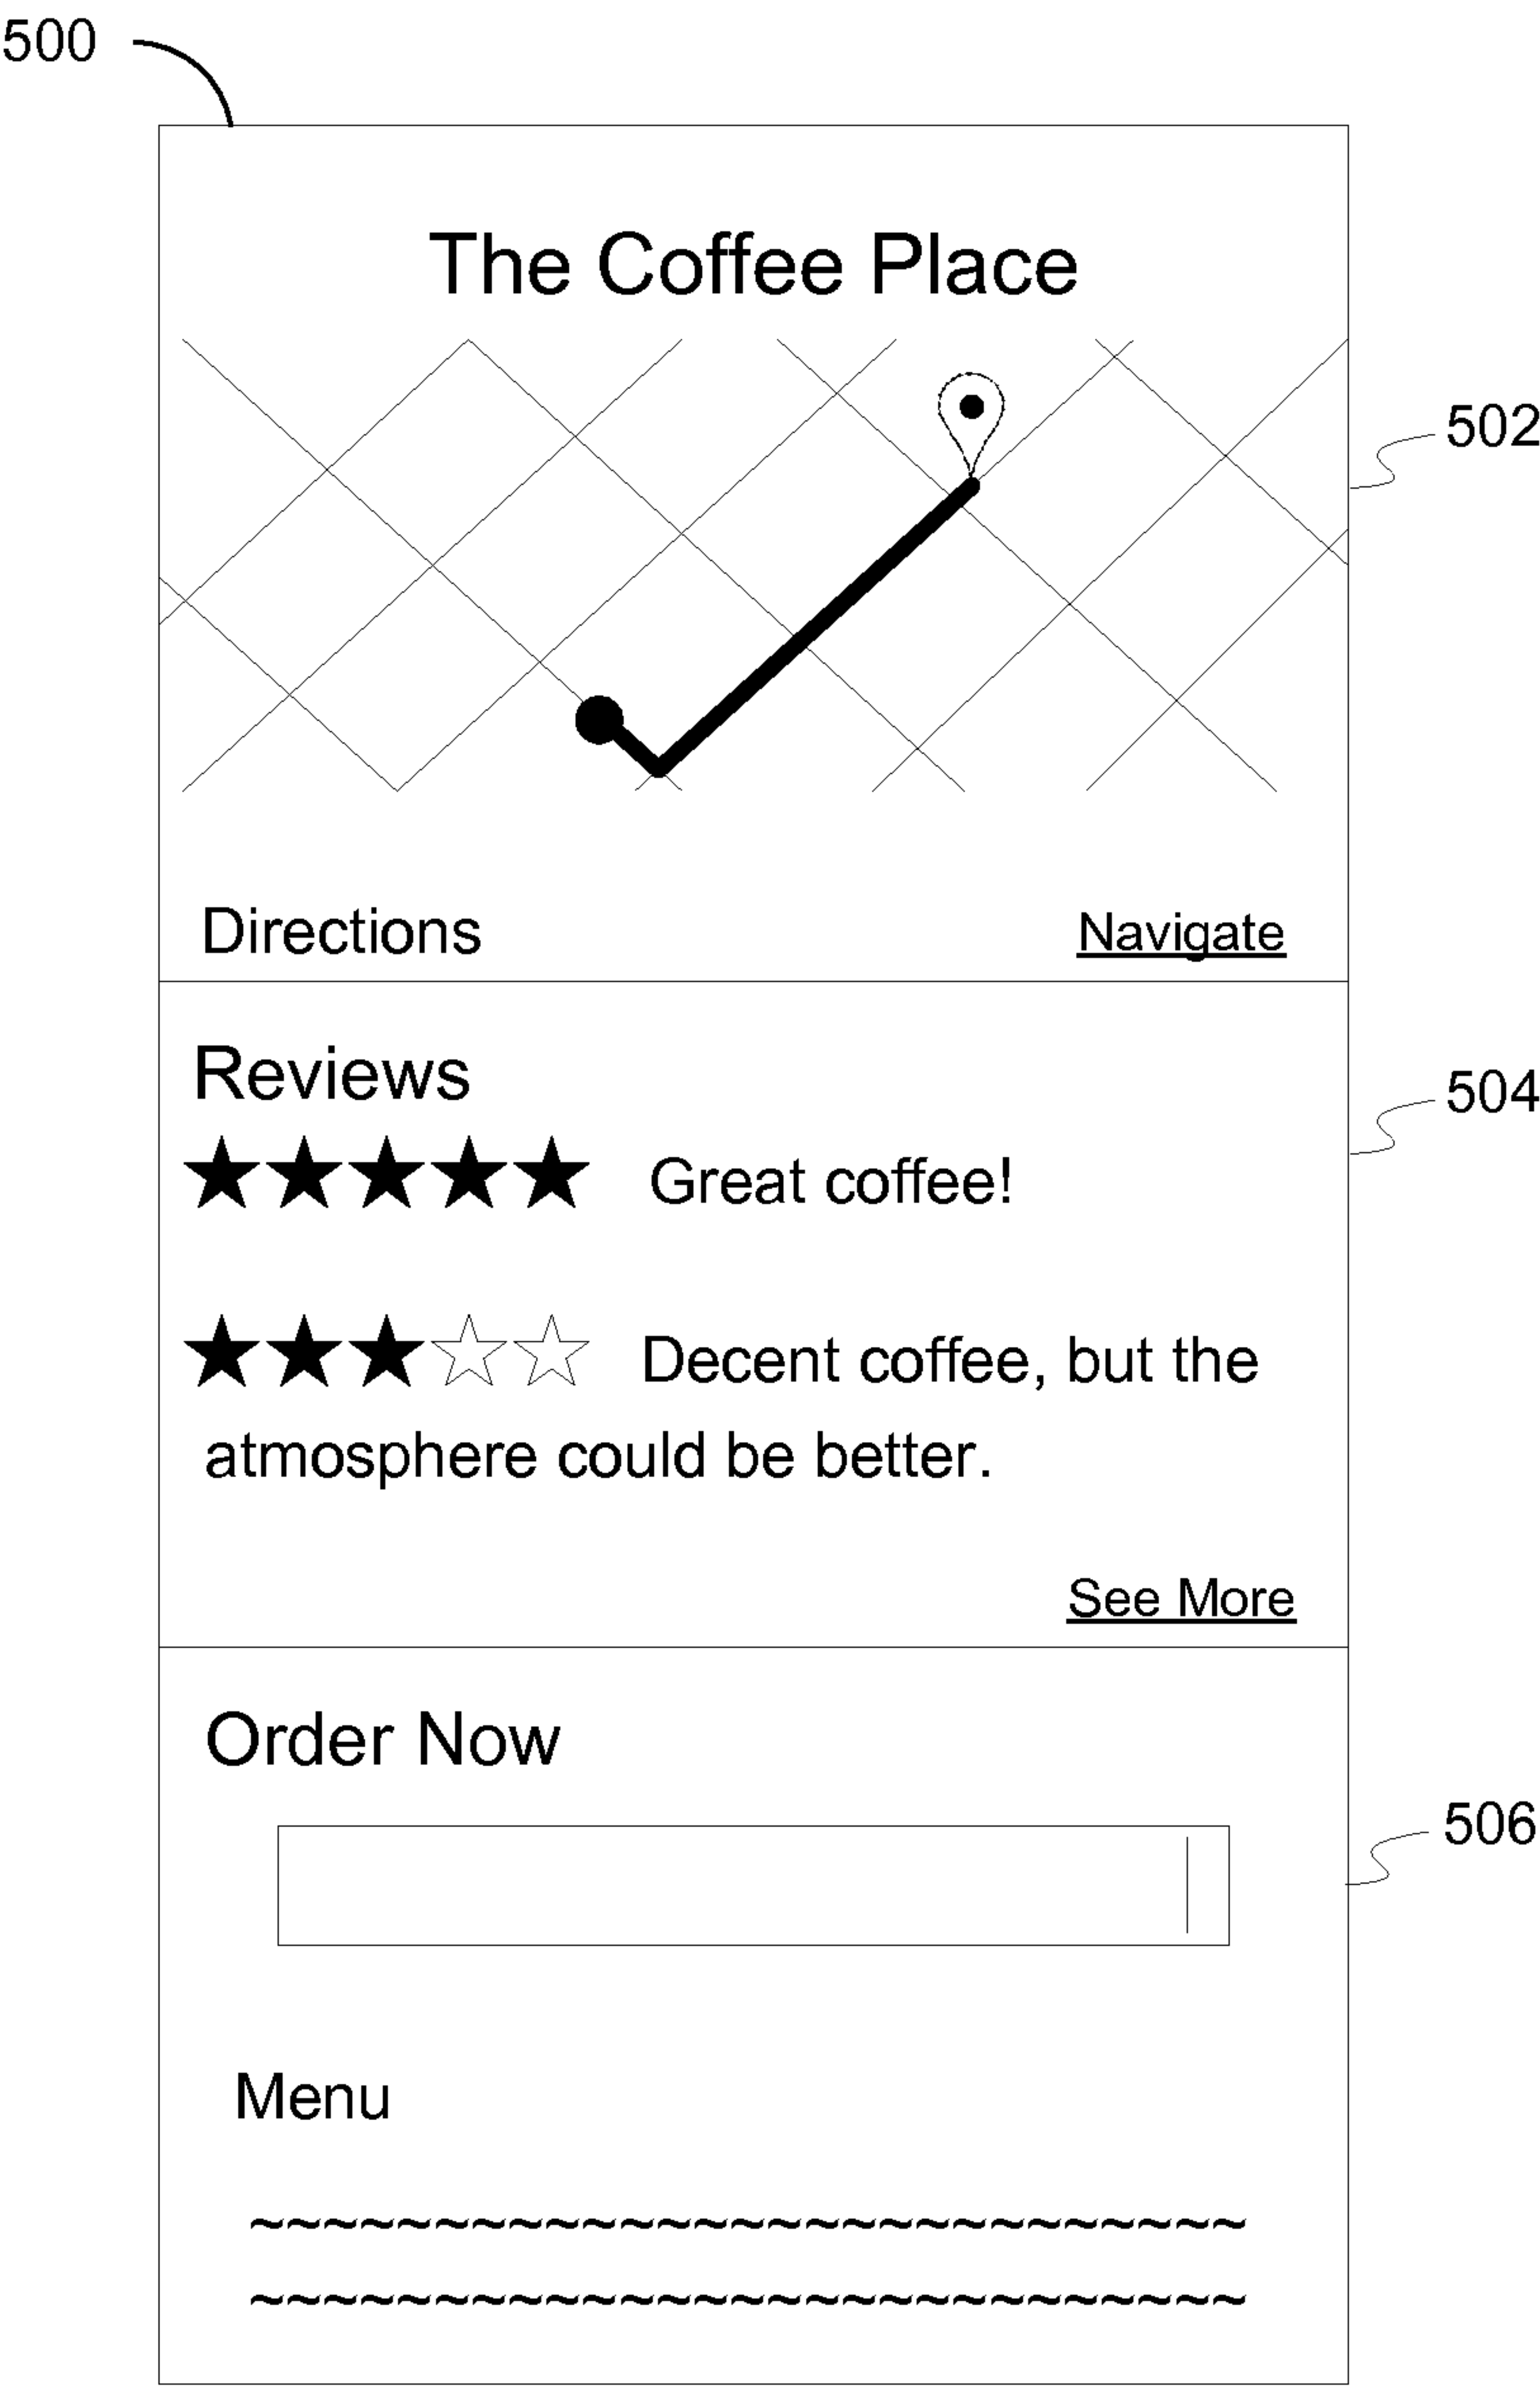 500
The Coffee Place
502
Directions
Navigate
Reviews
504
Great coffee!
Decent coffee, but the
atmosphere could be better.
See More
Order Now
506
Menu
~~~~~~~~~~~~~~~~~~~~~~~~~~~
~~~~~~~~~~~~~~~~~~~~~~~~~~~